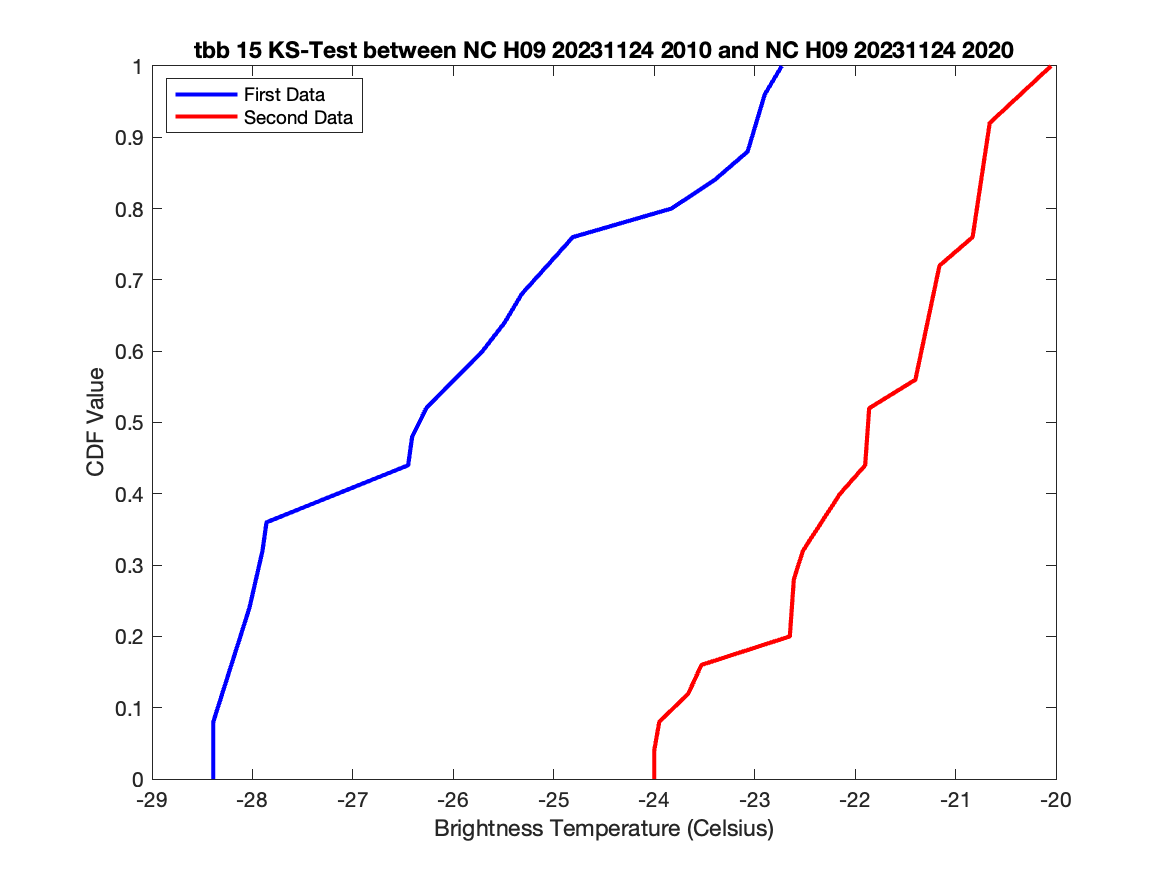 tbb 15 KS-Test between NC H09 20231124 2010 and NC H09 20231124 2020
First Data
Second Data
1
0.9
0.8
0.7
0.6
0.5
0.4
0.3
0.2
0.1
0
CDF Value
-29 -28 -27 -26 -25 -24 -23 -22 -21 -20
Brightness Temperature (Celsius)